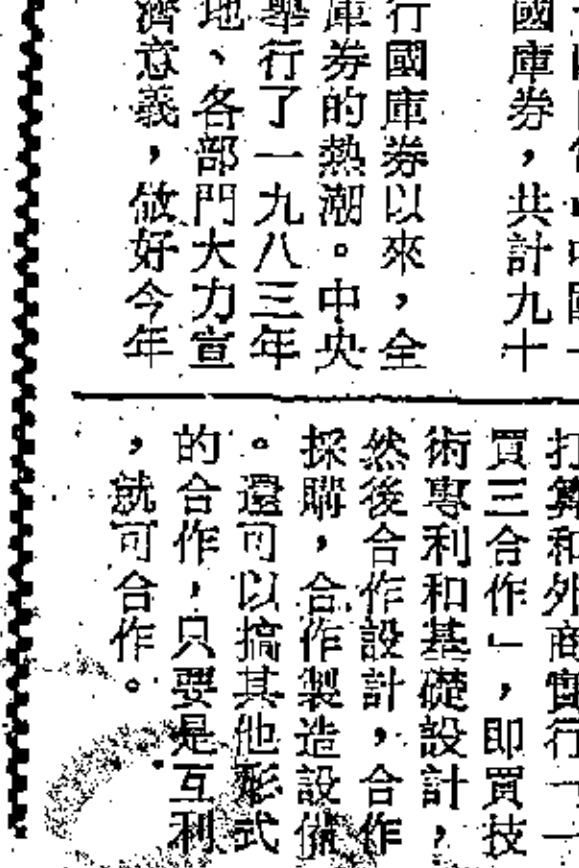 國庫券，共計九十
行國庫券以來，全
庫券的熱潮。中央
舉行了一九八三年
地、各部門大力宣
濟意義，做好今年
打算和外商實行「一
買三合作」，即買技
術專利和基礎設計，
然後合作設計，合作
採購，合作製造設備
。還可以搞其他形式
的合作，只要是互利
，就可合作。